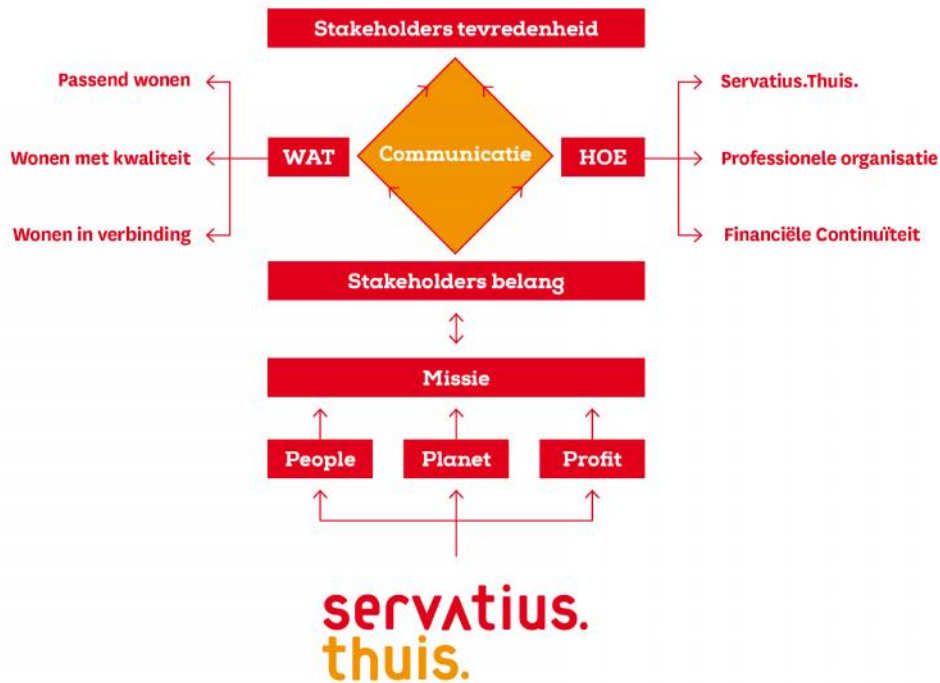 Stakeholders tevredenheid
Passend wonen
Servatius.Thuis.
Wonen met kwaliteit
WAT
Communicatie
HOE
Professionele organisatie
Wonen in verbinding
Financiële Continuïteit
Stakeholders belang
Missie
People
Planet
Profit
servatius.
thuis.